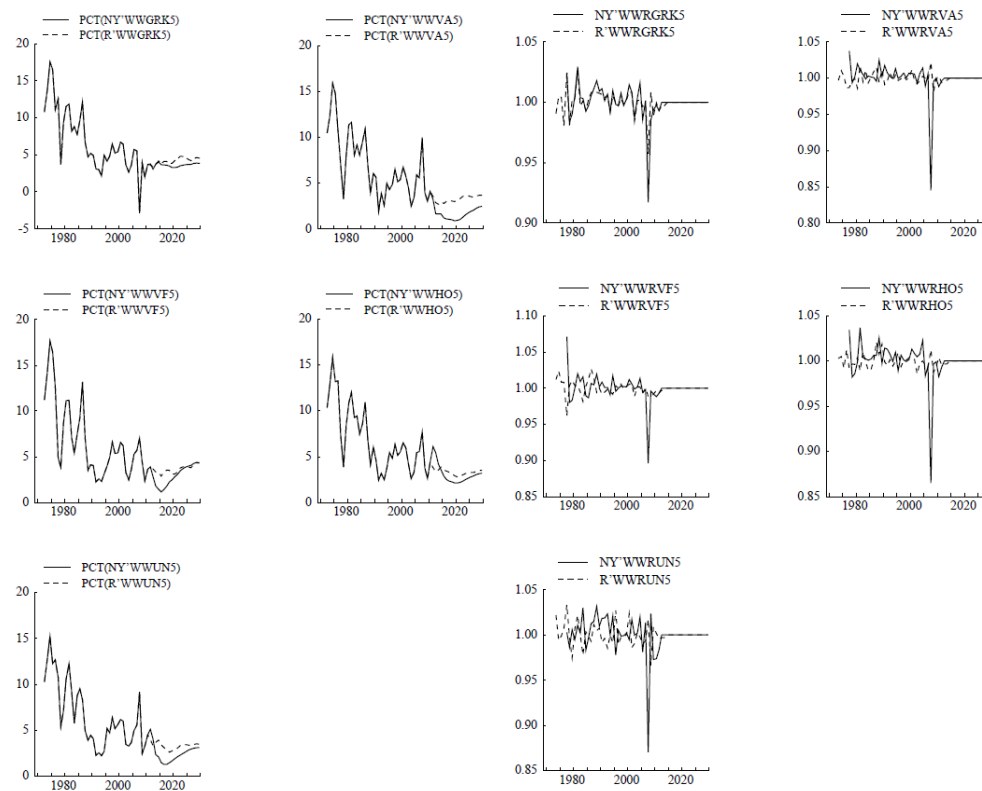 PCT(NY'WWGRK5)
PCT(R'WWGRK5)
20
15
10
5
0
-5
1980 2000 2020
PCT(NY'WWVA5)
PCT(R'WWVA5)
20
15
10
5
0
1980 2000 2020
NY'WWRGRK5
R'WWRGRK5
1.05
1.00
0.95
0.90
1980 2000 2020
NY'WWRVA5
R'WWRVA5
1.05
1.00
0.95
0.90
0.85
0.80
1980 2000 2020
PCT(NY'WWVF5)
PCT(R'WWVF5)
20
15
10
5
0
1980 2000 2020
PCT(NY'WWHO5)
PCT(R'WWHO5)
20
15
10
5
0
1980 2000 2020
NY'WWRVF5
R'WWRVF5
1.10
1.05
1.00
0.95
0.90
0.85
1980 2000 2020
NY'WWRHO5
R'WWRHO5
1.05
1.00
0.95
0.90
0.85
1980 2000 2020
PCT(NY'WWUN5)
PCT(R'WWUN5)
20
15
10
5
0
1980 2000 2020
NY'WWRUN5
R'WWRUN5
1.05
1.00
0.95
0.90
0.85
1980 2000 2020